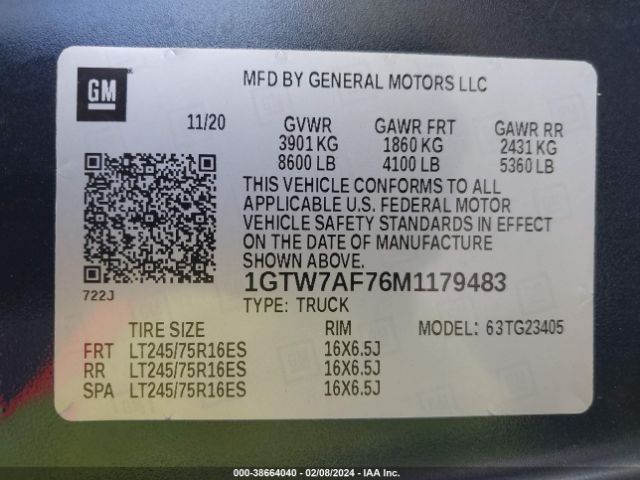 GM
MFD BY GENERAL MOTORS LLC
11/20 GVWR GAWR FRT GAWR RR
3901 KG 1860 KG 2431 KG
8600 LB 4100 LB 5360 LB
THIS VEHICLE CONFORMS TO ALL
APPLICABLE U.S. FEDERAL MOTOR
VEHICLE SAFETY STANDARDS IN EFFECT
ON THE DATE OF MANUFACTURE
SHOWN ABOVE.
722J 1GTW7AF76M1179483
TYPE: TRUCK
TIRE SIZE RIM MODEL: 63TG23405
FRT LT245/75R16ES 16X6.5J
RR LT245/75R16ES 16X6.5J
SPA LT245/75R16ES 16X6.5J
000-38664040 - 02/08/2024 - IAA Inc.